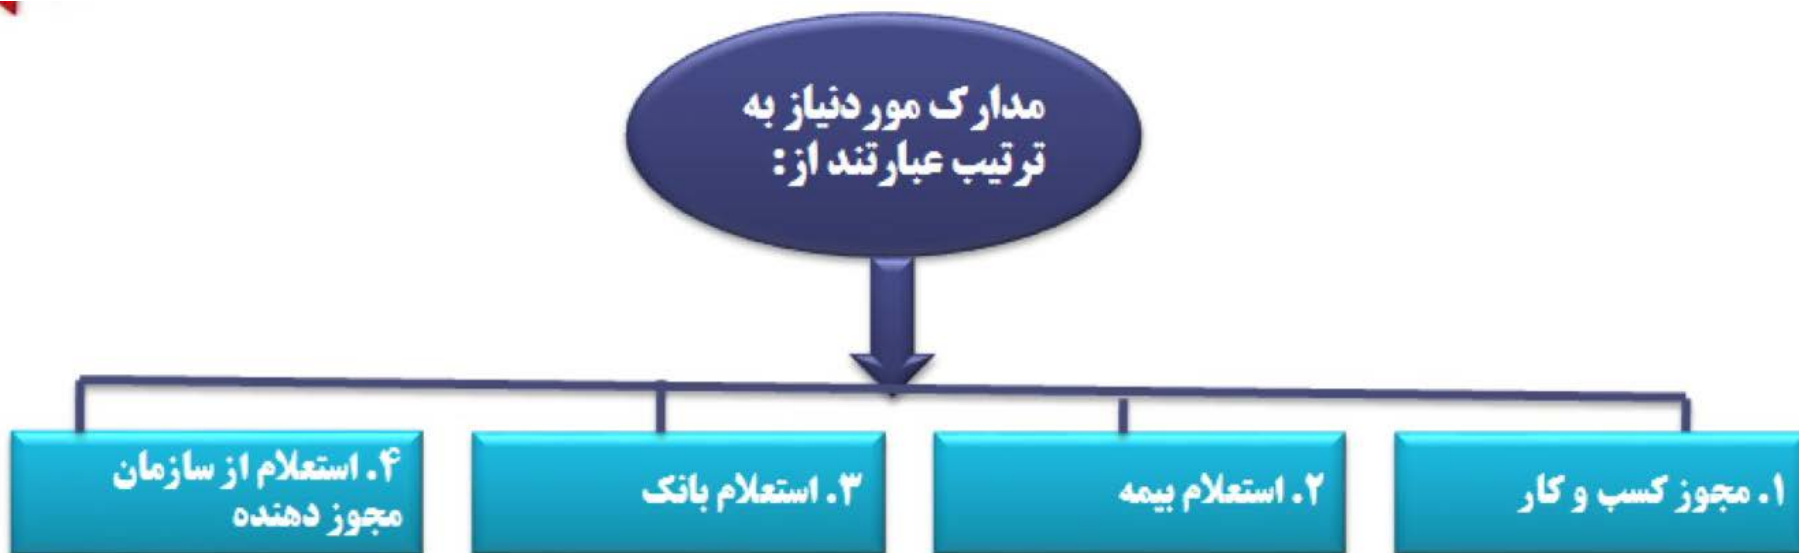 مدارک موردنیاز به
ترتیب عبارتند از:
۱. مجوز کسب و کار
۲. استعلام بیمه
۳. استعلام بانک
۴. استعلام از سازمان
مجوز دهنده